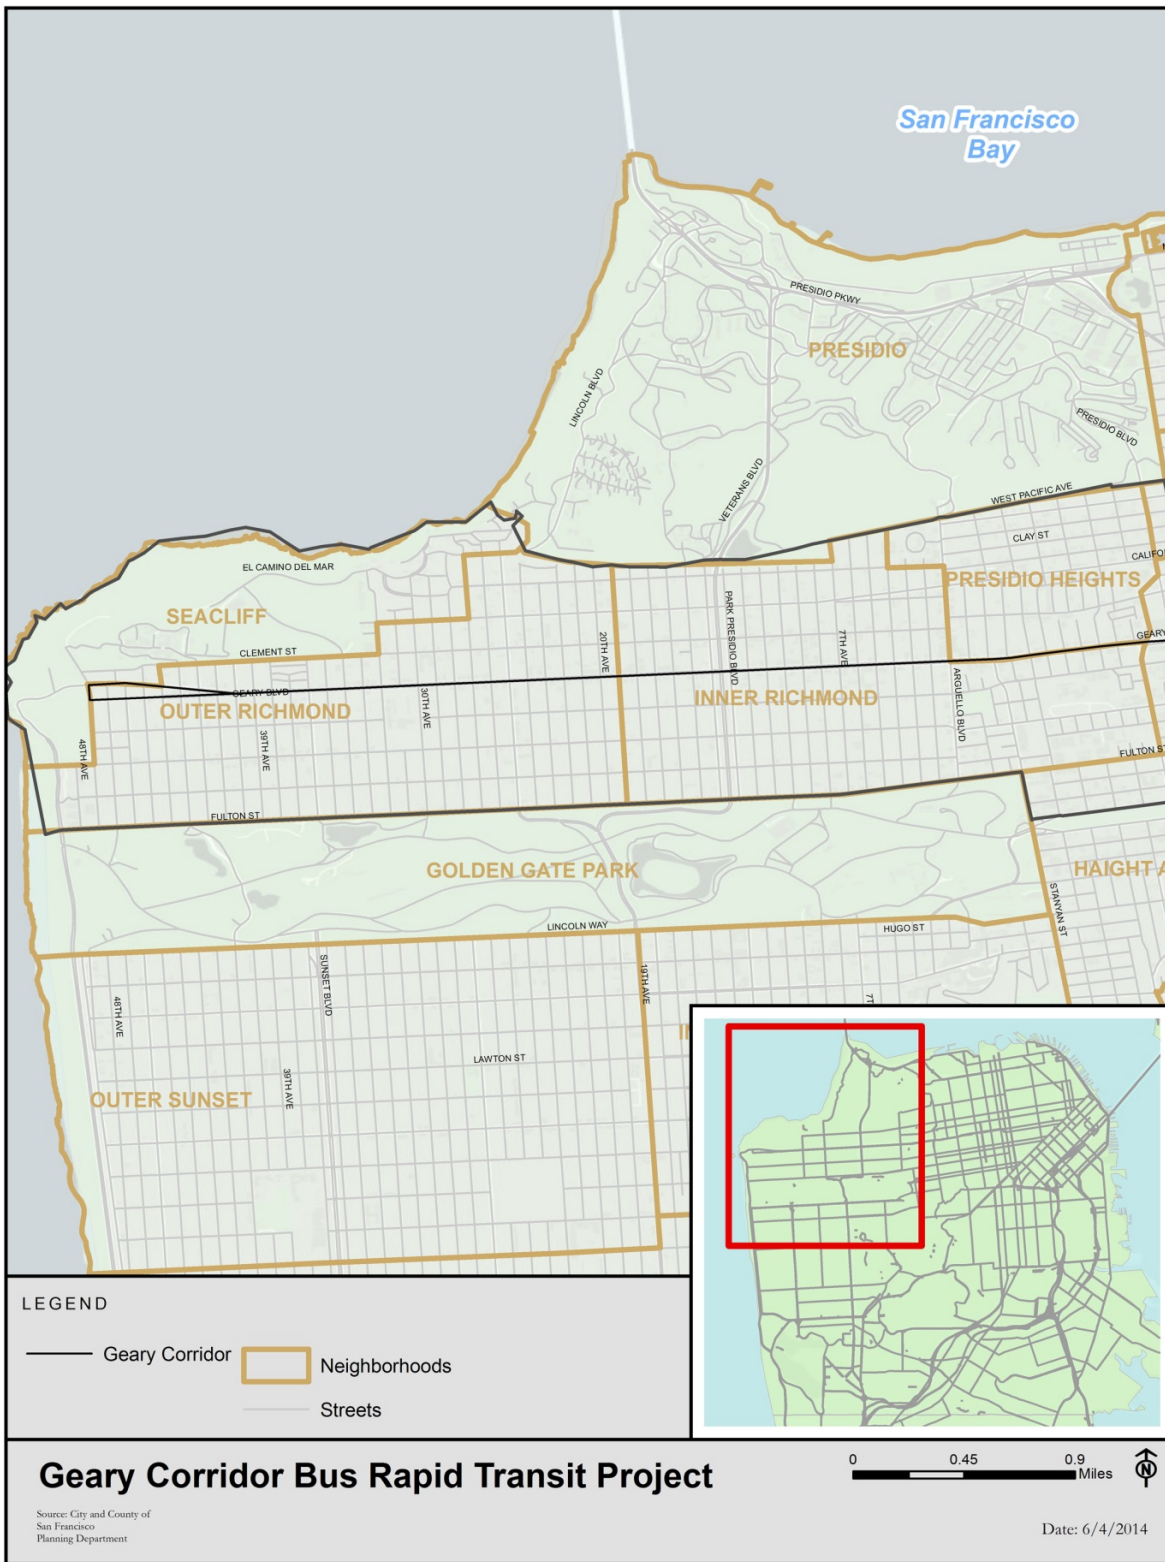 San Francisco
Bay
PRESIDIO PKWY
PRESIDIO
LINCOLN BLVD
PRESIDIO BLVD
VETERANS BLVD
WEST PACIFIC AVE
CLAY ST
EL CAMINO DEL MAR
PRESIDIO HEIGHTS
SEACLIFF
PARK PRESIDIO BLVD
7TH AVE
20TH AVE
CLEMENT ST
GEARY
ARGUELLO BLVD
GEARY BLVD
30TH AVE
INNER RICHMOND
OUTER RICHMOND
48TH AVE
39TH AVE
FULTON ST
FULTON ST
GOLDEN GATE PARK
HAIGHT A
STANYAN ST
LINCOLN WAY
HUGO ST
SUNSET BLVD
19TH AVE
48TH AVE
LAWTON ST
39TH AVE
OUTER SUNSET
LEGEND
Geary Corridor
Neighborhoods
Streets
Geary Corridor Bus Rapid Transit Project
0 0.45 0.9
Miles
N
Source: City and County of
San Francisco
Planning Department
Date: 6/4/2014